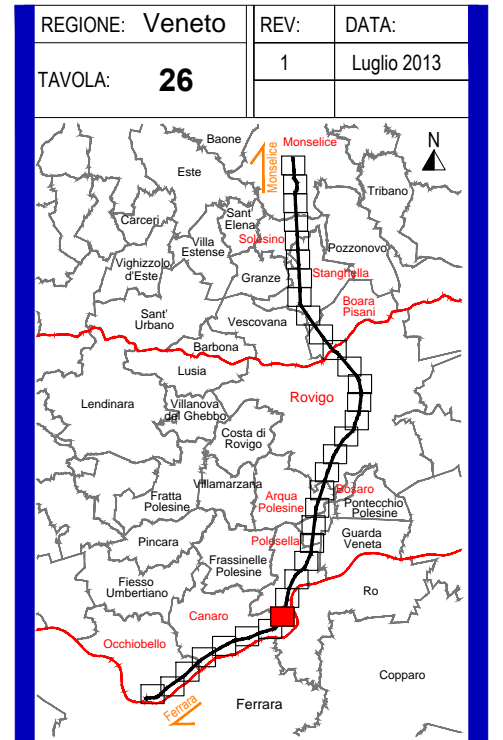 REGIONE: Veneto
REV:
DATA:
1
Luglio 2013
TAVOLA: 26
Baone
Monselice
N
Monselice
Este
Tribano
Carceri
Sant'
Elena
Solesino
Villa
Estense
Pozzonovo
Vighizzolo
d'Este
Granze
Stanghella
Boara
Pisani
Sant'
Urbano
Vescovana
Barbona
Lusia
Rovigo
Lendinara
Villanova
del Ghebbo
Costa di
Rovigo
Villamarzana
Bosaro
Fratta
Polesine
Arqua
Polesine
Pontecchio
Polesine
Guarda
Veneta
Pincara
Polesella
Frassinelle
Polesine
Fiesso
Umbertiano
Ro
Canaro
Occhiobello
Copparo
Ferrara
Ferrara